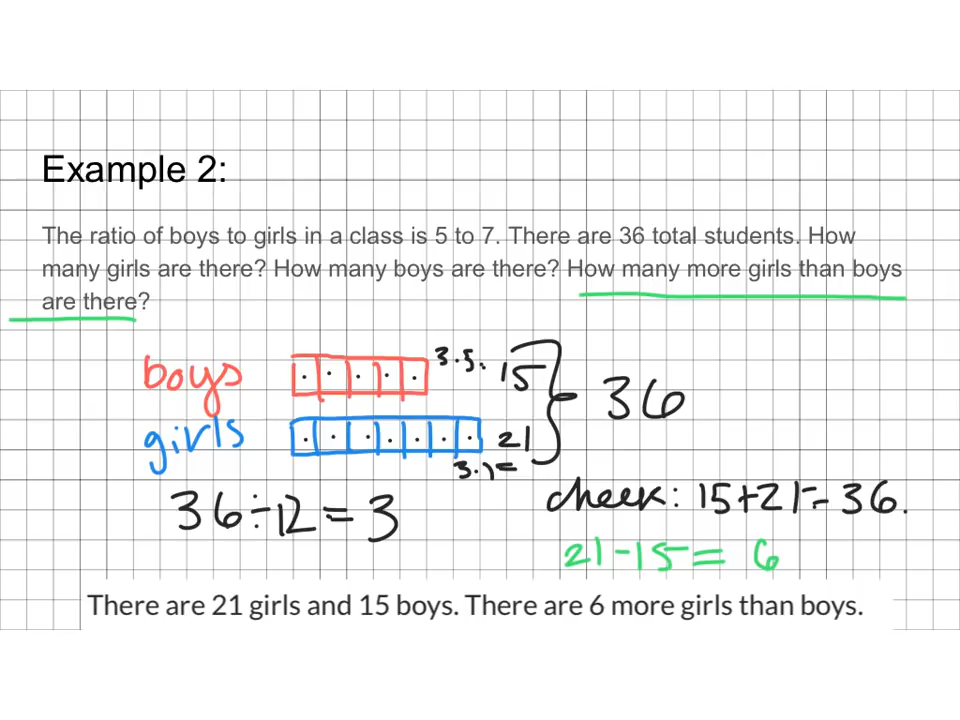 Example 2:
The ratio of boys to girls in a class is 5 to 7. There are 36 total students. How
many girls are there? How many boys are there? How many more girls than boys
are there?
boys 3·5· 15
36
girls 21
3·7=
36÷12=3
check: 15+21=36.
21-15= 6
There are 21 girls and 15 boys. There are 6 more girls than boys.